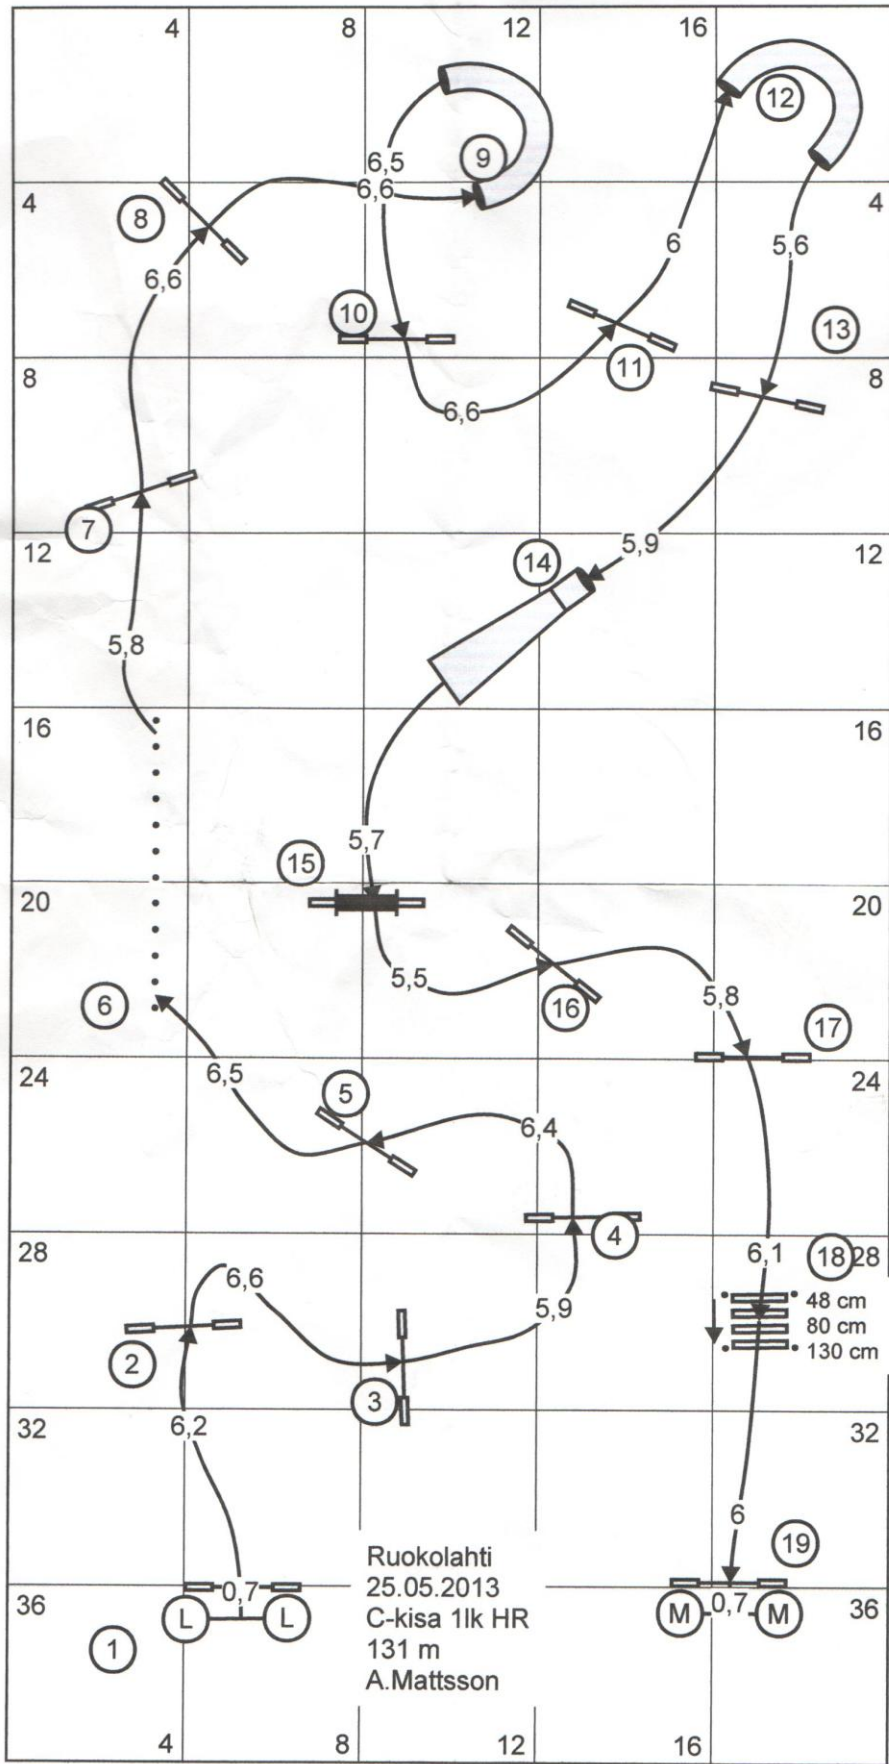 4 8 12 16
12
9
6,5
4 6,6 4
8
5,6
6
6,6
10
13
11
8 8
6,6
7
12 5,9 12
14
5,8
16 16
5,7
15
20 20
5,5
6
16
5,8
17
24 6,5 24
5
6,4
4
28 6,1 18 28
6,6
48 cm
5,9
80 cm
2
130 cm
3
32 6,2 32
6
19
Ruokolahti
36 0,7 25.05.2013 0,7 36
L L C-kisa 1lk HR M M
1 131 m
A.Mattsson
4 8 12 16